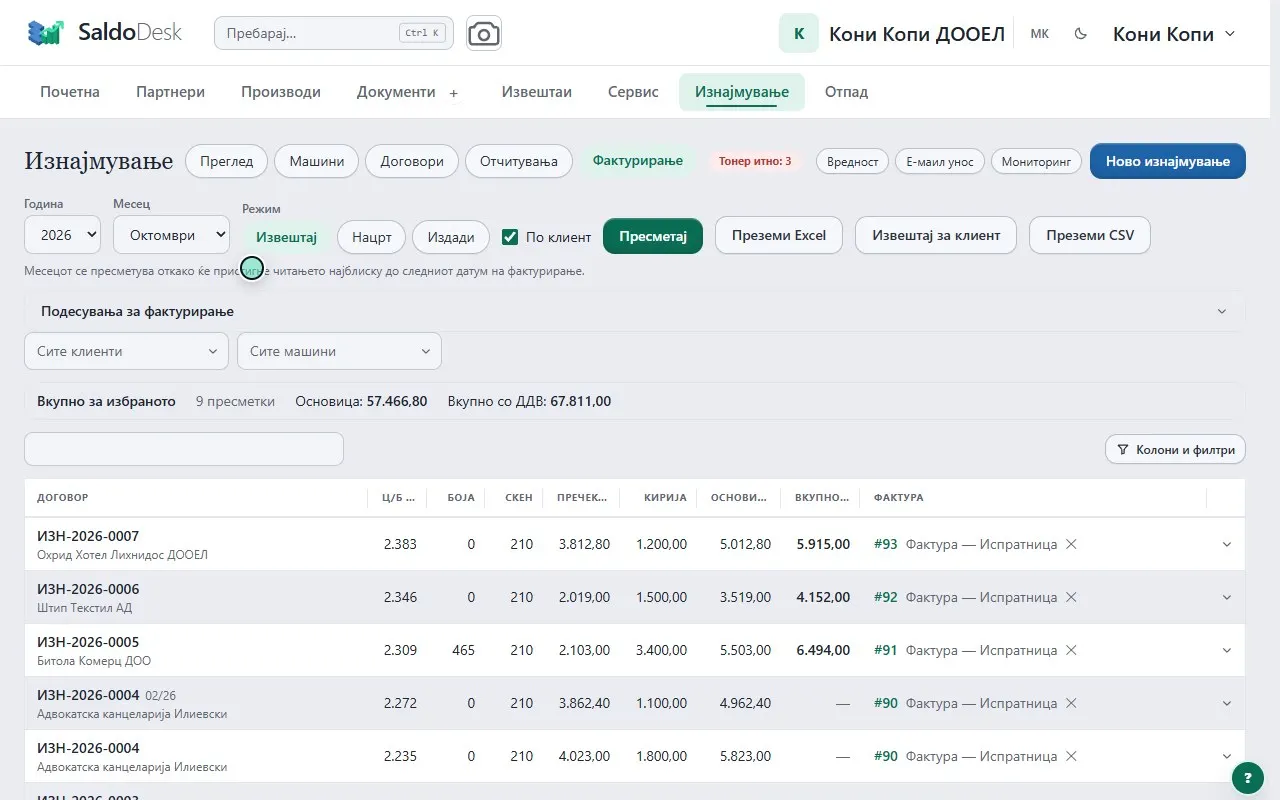 SaldoDesk
Пребарај... Ctrl K
К Кони Копи ДООЕЛ МК Кони Копи
Почетна Партнери Производи Документи + Извештаи Сервис Изнајмување Отпад
Изнајмување Преглед Машини Договори Отчитувања Фактурирање Тонер итно: 3 Вредност Е-маил унос Мониторинг Ново изнајмување
Година Месец Режим
2026 Октомври Извештај Нацрт Издади По клиент Пресметај Преземи Excel Извештај за клиент Преземи CSV
Месецот се пресметува откако ќе читањето најблиску до следниот датум на фактурирање.
Подесувања за фактурирање
Сите клиенти Сите машини
Вкупно за избраното 9 пресметки Основица: 57.466,80 Вкупно со ДДВ: 67.811,00
Колони и филтри
ДОГОВОР Ц/Б ... БОЈА СКЕН ПРЕЧЕК... КИРИЈА ОСНОВИ... ВКУПНО... ФАКТУРА
ИЗН-2026-0007
Охрид Хотел Лихнидос ДООЕЛ
2.383 0 210 3.812,80 1.200,00 5.012,80 5.915,00 #93 Фактура — Испратница
ИЗН-2026-0006
Штип Текстил АД
2.346 0 210 2.019,00 1.500,00 3.519,00 4.152,00 #92 Фактура — Испратница
ИЗН-2026-0005
Битола Комерц ДОО
2.309 465 210 2.103,00 3.400,00 5.503,00 6.494,00 #91 Фактура — Испратница
ИЗН-2026-0004 02/26
Адвокатска канцеларија Илиевски
2.272 0 210 3.862,40 1.100,00 4.962,40 — #90 Фактура — Испратница
ИЗН-2026-0004
Адвокатска канцеларија Илиевски
2.235 0 210 4.023,00 1.800,00 5.823,00 — #90 Фактура — Испратница
?